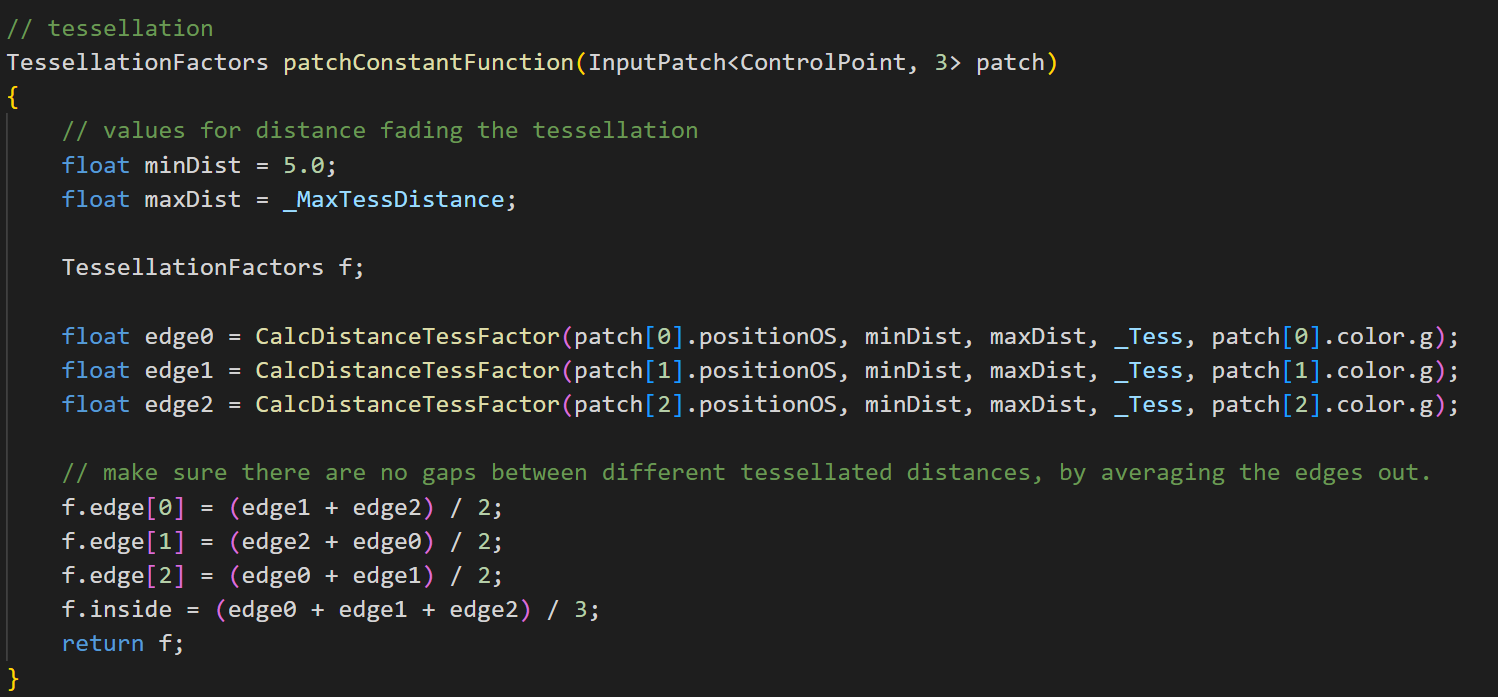 // tessellation
TessellationFactors patchConstantFunction(InputPatch<ControlPoint, 3> patch)
{
    // values for distance fading the tessellation
    float minDist = 5.0;
    float maxDist = _MaxTessDistance;

    TessellationFactors f;

    float edge0 = CalcDistanceTessFactor(patch[0].positionOS, minDist, maxDist, _Tess, patch[0].color.g);
    float edge1 = CalcDistanceTessFactor(patch[1].positionOS, minDist, maxDist, _Tess, patch[1].color.g);
    float edge2 = CalcDistanceTessFactor(patch[2].positionOS, minDist, maxDist, _Tess, patch[2].color.g);

    // make sure there are no gaps between different tessellated distances, by averaging the edges out.
    f.edge[0] = (edge1 + edge2) / 2;
    f.edge[1] = (edge2 + edge0) / 2;
    f.edge[2] = (edge0 + edge1) / 2;
    f.inside = (edge0 + edge1 + edge2) / 3;
    return f;
}